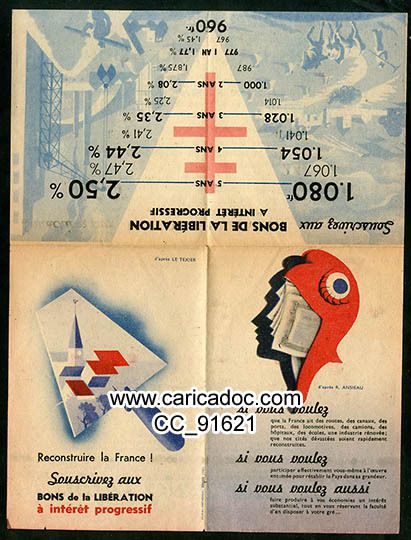 Souscrivez aux
BONS DE LA LIBÉRATION
A INTÉRÊT PROGRESSIF
1.080 fr. 5 ANS 2,50 %
1.067 2,47 %
1.054 4 ANS 2,44 %
1.041 2,41 %
1.028 3 ANS 2,35 %
1.014 2,25 %
1.000 2 ANS 2,08 %
987 1,875 %
977 1 AN 1,77 %
967 1,45 %
960 fr.
d'après LE TEXIER
Reconstruire la France !
Souscrivez aux
BONS de la LIBÉRATION
à intérêt progressif
d'après R. ANSIEAU
si vous voulez
que la France ait des routes, des canaux, des
ports, des locomotives, des camions, des
hôpitaux, des écoles, une industrie rénovée;
que nos cités dévastées soient rapidement
reconstruites.
si vous voulez
participer effectivement vous-même à l'œuvre
entamée pour rétablir le Pays dans sa grandeur.
si vous voulez aussi
faire produire à vos économies un intérêt
substantiel, tout en vous réservant la faculté
d'en disposer à votre gré...
www.caricadoc.com
CC_91621